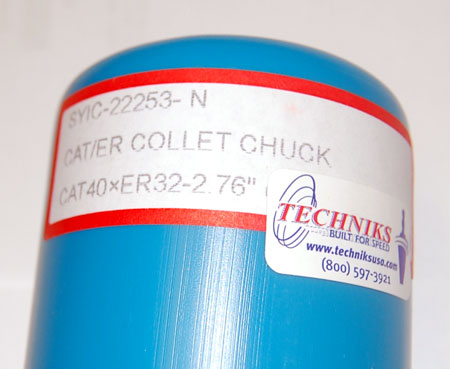 SYIC-22253- N
CAT/ER COLLET CHUCK
CAT40×ER32-2.76"
TECHNIKS
BUILT FOR SPEED
www.techniksusa.com
(800) 597-3921